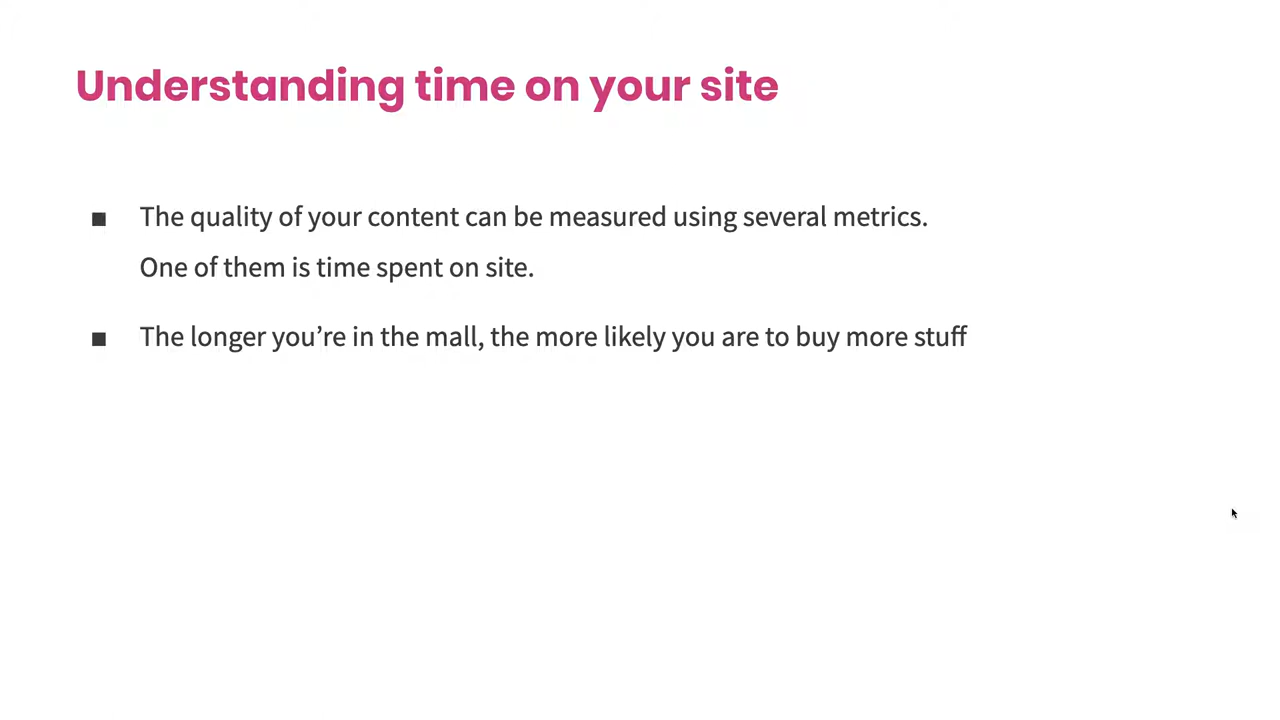 Understanding time on your site
■ The quality of your content can be measured using several metrics.
One of them is time spent on site.
■ The longer you’re in the mall, the more likely you are to buy more stuff